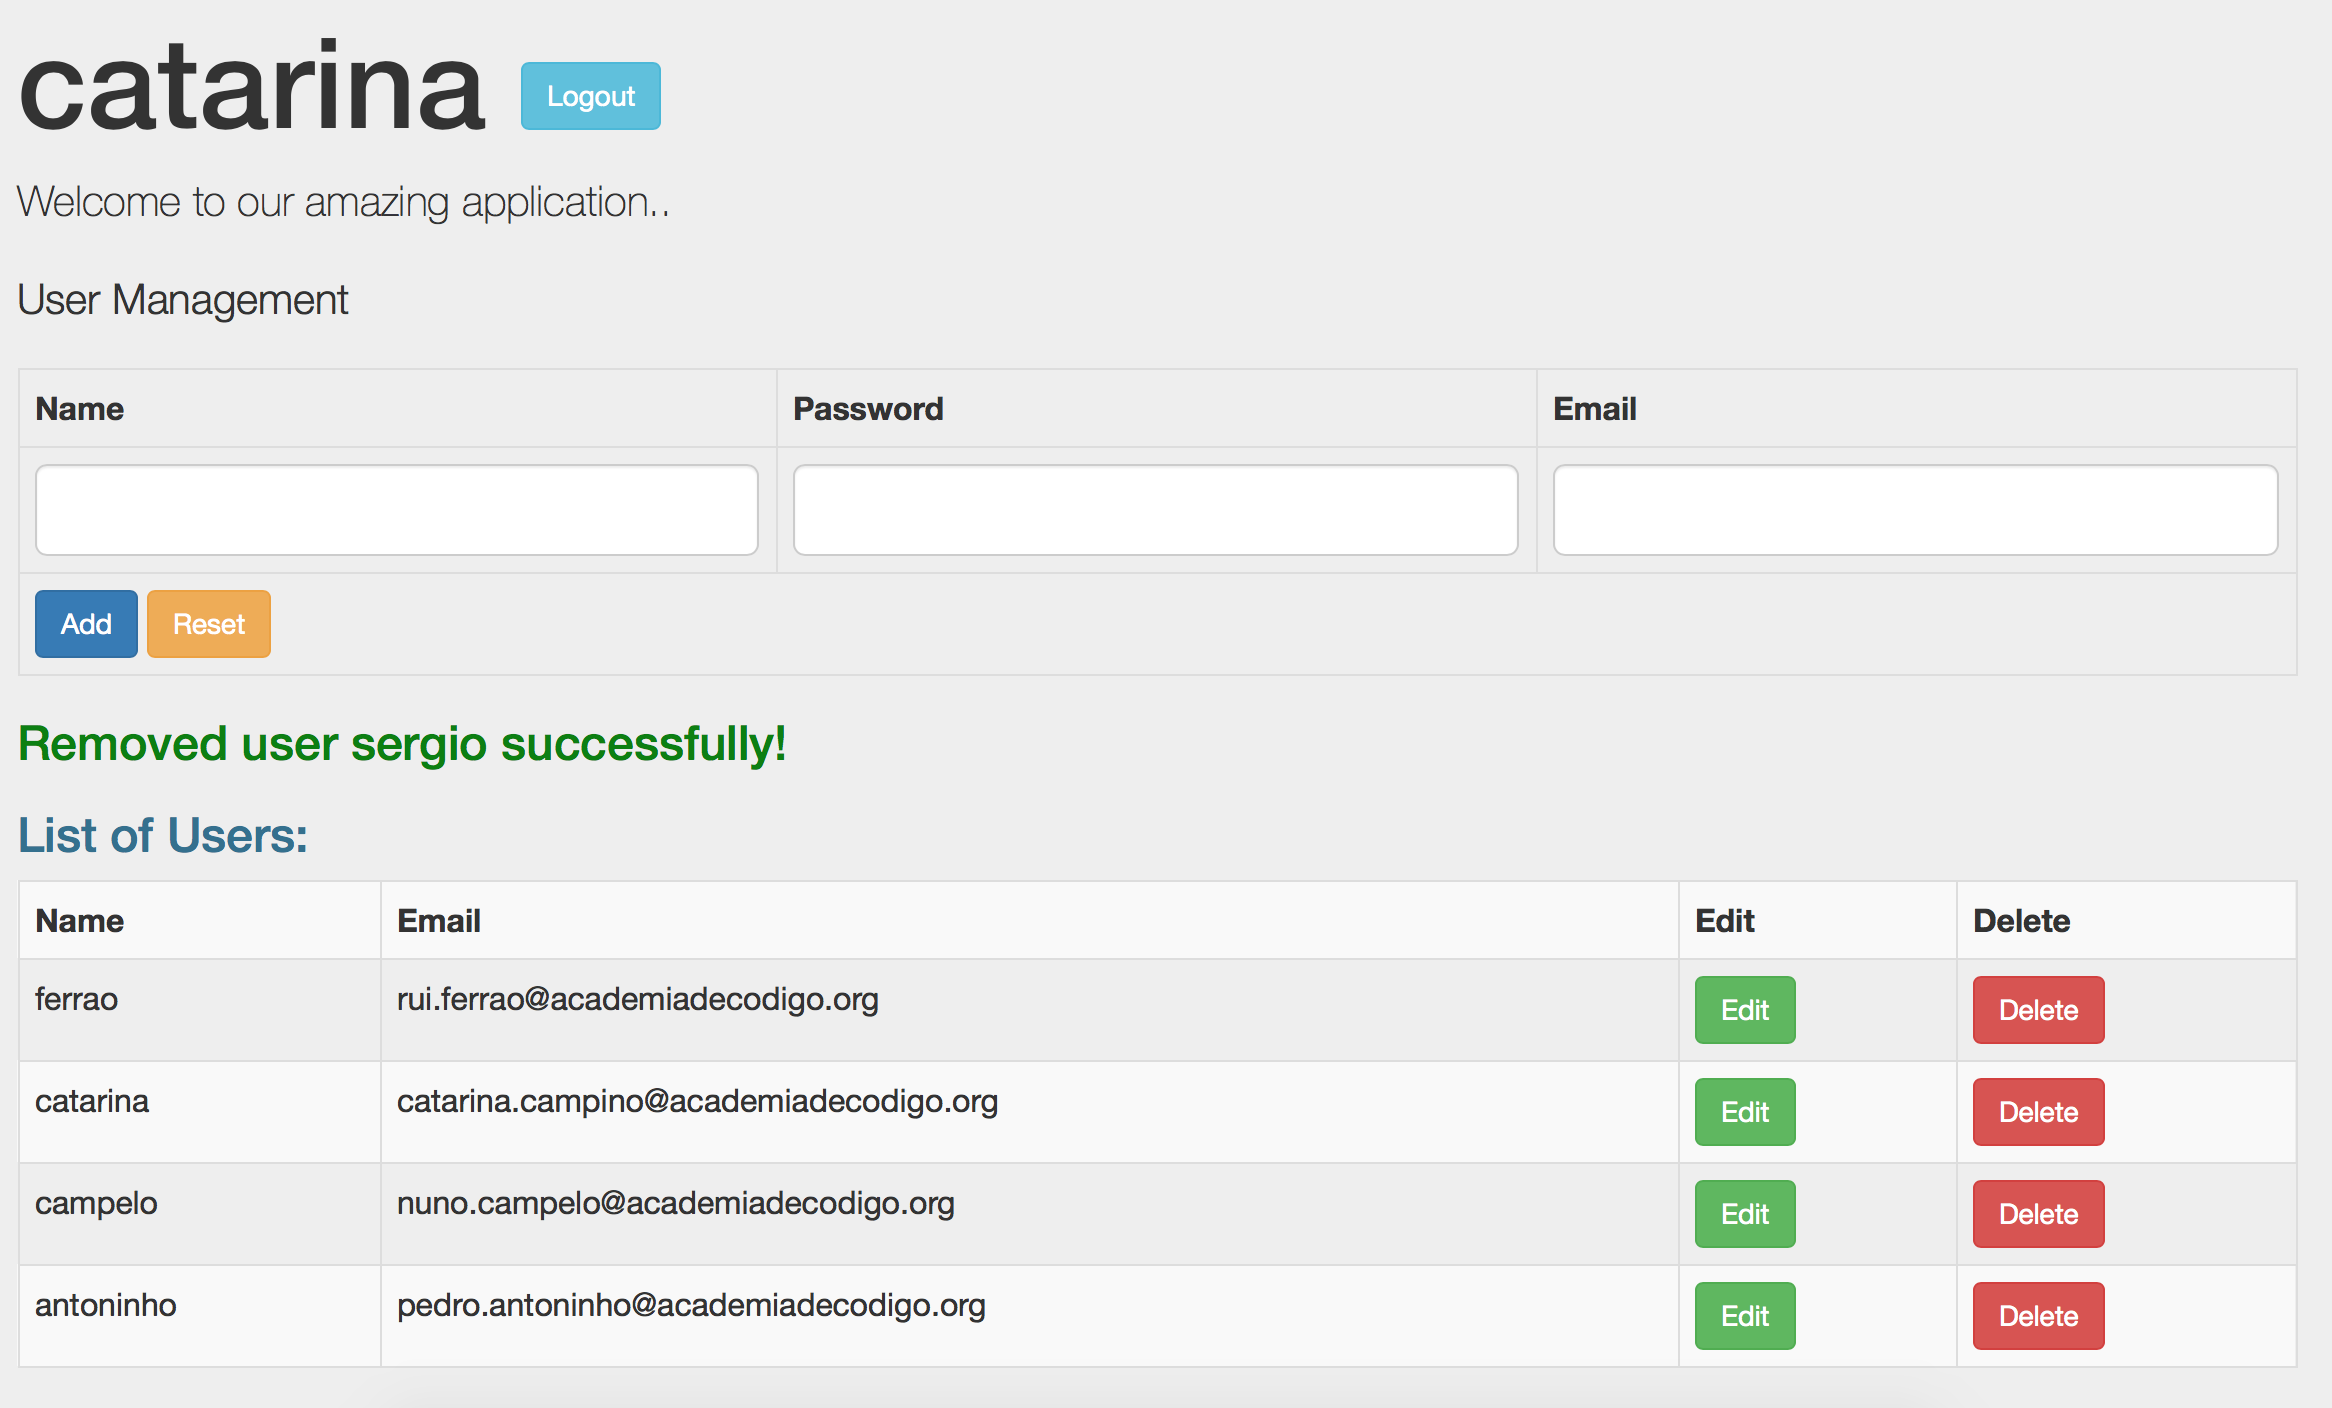 catarina Logout
Welcome to our amazing application..
User Management
Name Password Email
Add Reset
Removed user sergio successfully!
List of Users:
Name Email Edit Delete
ferrao rui.ferrao@academiadecodigo.org Edit Delete
catarina catarina.campino@academiadecodigo.org Edit Delete
campelo nuno.campelo@academiadecodigo.org Edit Delete
antoninho pedro.antoninho@academiadecodigo.org Edit Delete